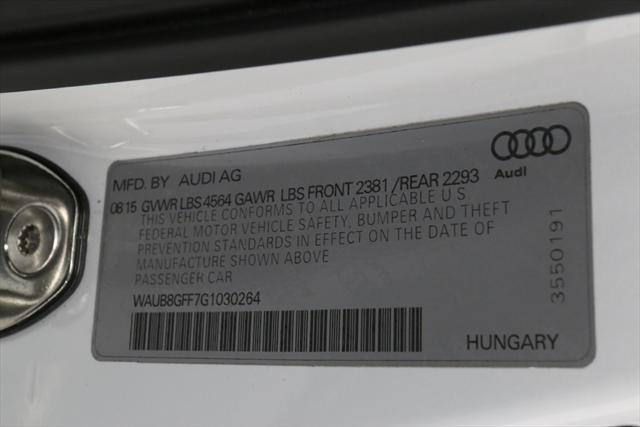 Audi
MFD. BY AUDI AG
08 15 GVWR LBS 4564 GAWR LBS FRONT 2381 /REAR 2293
THIS VEHICLE CONFORMS TO ALL APPLICABLE U S
FEDERAL MOTOR VEHICLE SAFETY, BUMPER AND THEFT
PREVENTION STANDARDS IN EFFECT ON THE DATE OF
MANUFACTURE SHOWN ABOVE
PASSENGER CAR
WAUB8GFF7G1030264
HUNGARY
3550191